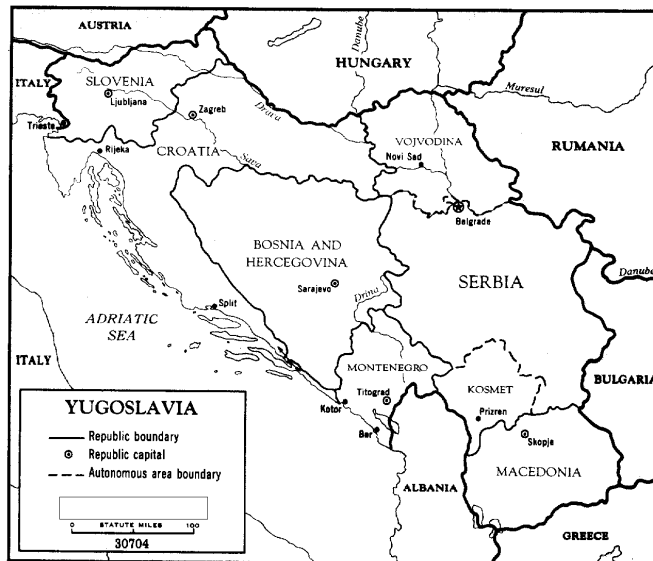 AUSTRIA
HUNGARY
Danube
Muresul
ITALY
SLOVENIA
Ljubljana
Zagreb
Drava
Trieste
Rijeka
CROATIA
Sava
VOJVODINA
Novi Sad
RUMANIA
Belgrade
BOSNIA AND
HERCEGOVINA
Sarajevo
Drina
SERBIA
Danube
Split
ADRIATIC
SEA
ITALY
MONTENEGRO
Titograd
Kotor
Bar
KOSMET
Prizren
BULGARIA
Skopje
MACEDONIA
ALBANIA
GREECE
YUGOSLAVIA
Republic boundary
Republic capital
Autonomous area boundary
0 STATUTE MILES 100
30704